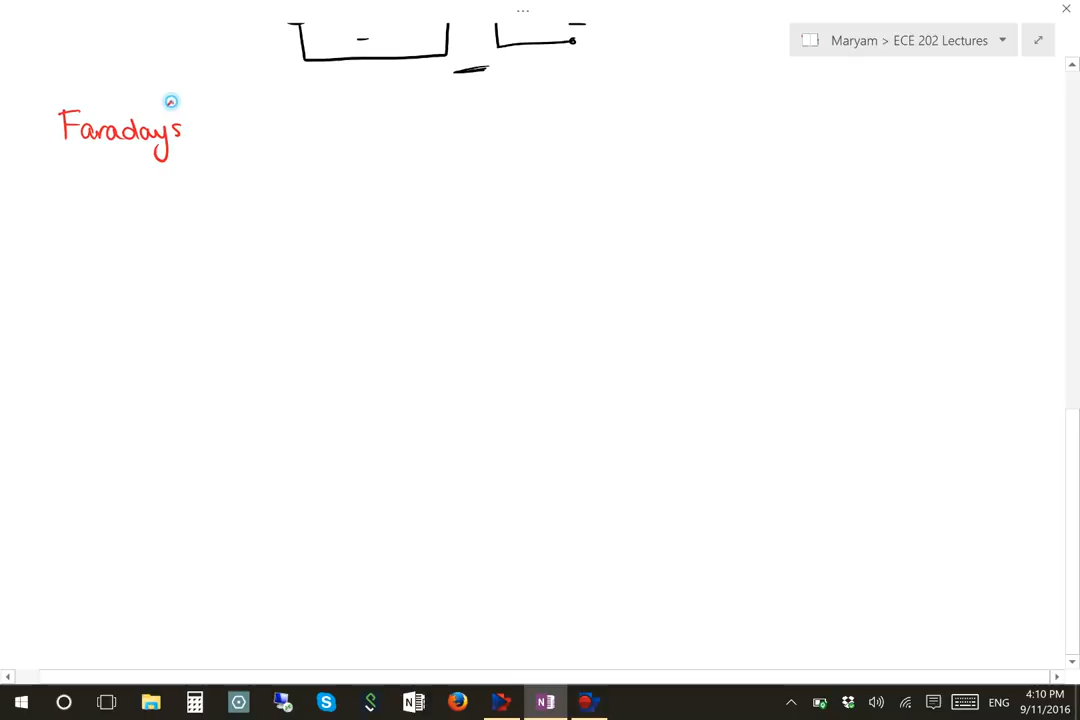 ...
Maryam > ECE 202 Lectures
Faradays
ENG
4:10 PM
9/11/2016